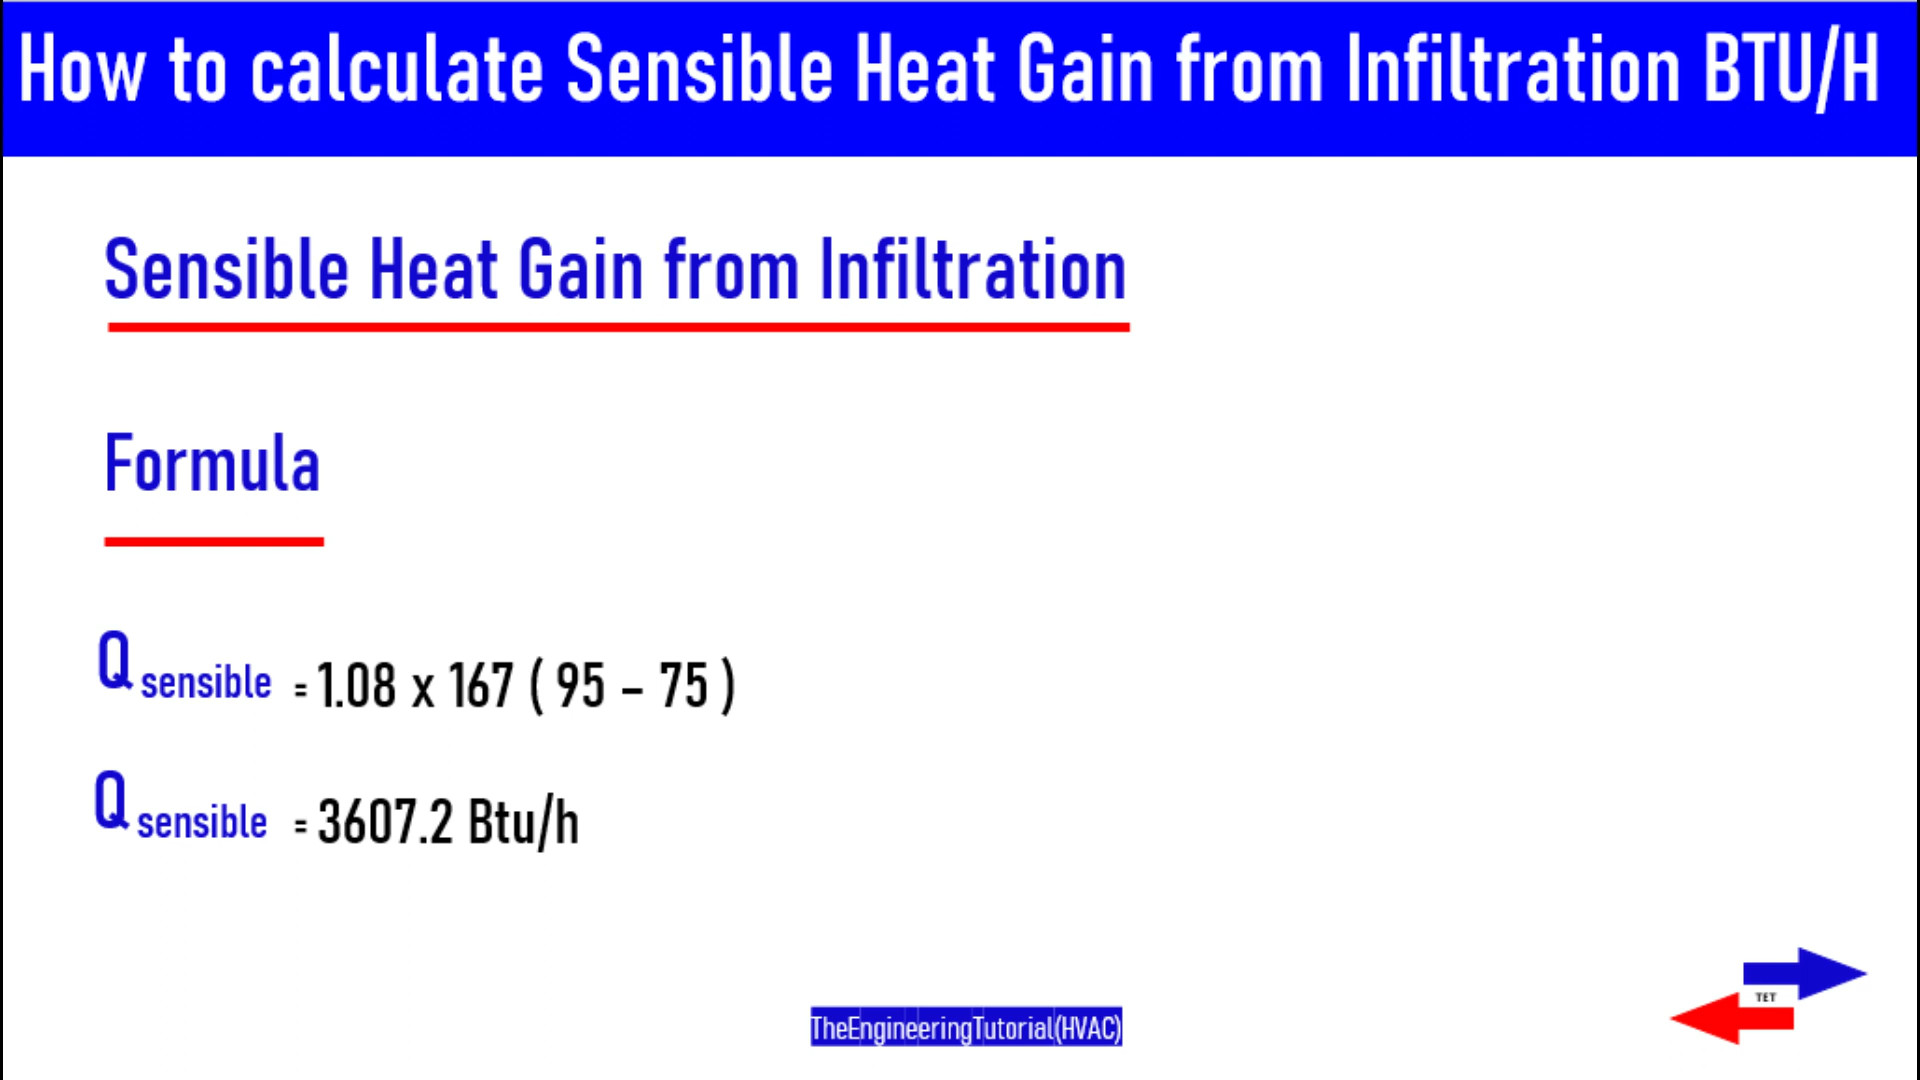 How to calculate Sensible Heat Gain from Infiltration BTU/H
Sensible Heat Gain from Infiltration
Formula
Q sensible = 1.08 x 167 ( 95 – 75 )
Q sensible = 3607.2 Btu/h
TET
TheEngineeringTutorial(HVAC)